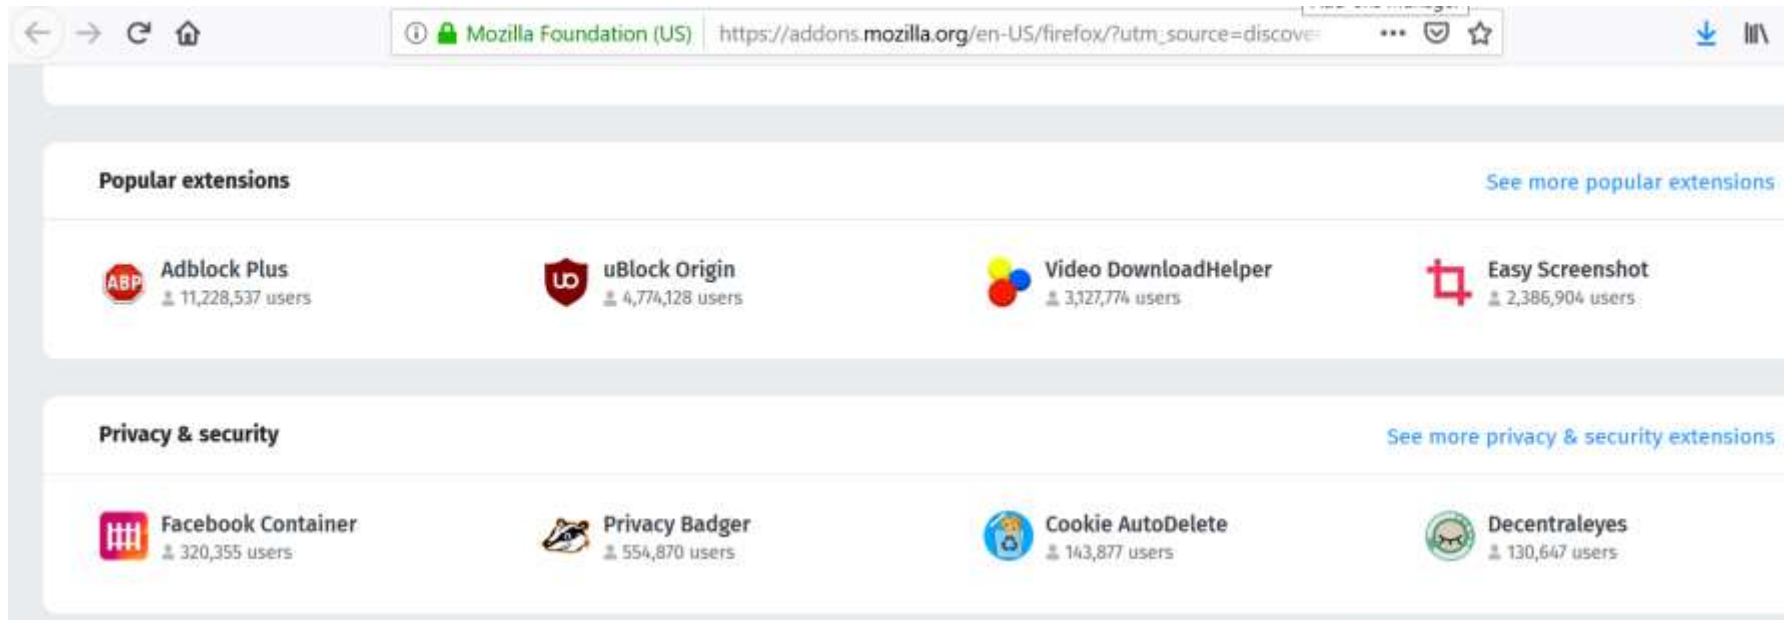 Mozilla Foundation (US) https://addons.mozilla.org/en-US/firefox/?utm_source=discove
Popular extensions See more popular extensions
ABP Adblock Plus uBlock Origin Video DownloadHelper Easy Screenshot
11,228,537 users 4,774,128 users 3,127,774 users 2,386,904 users
Privacy & security See more privacy & security extensions
Facebook Container Privacy Badger Cookie AutoDelete Decentraleyes
320,355 users 554,870 users 143,877 users 130,647 users